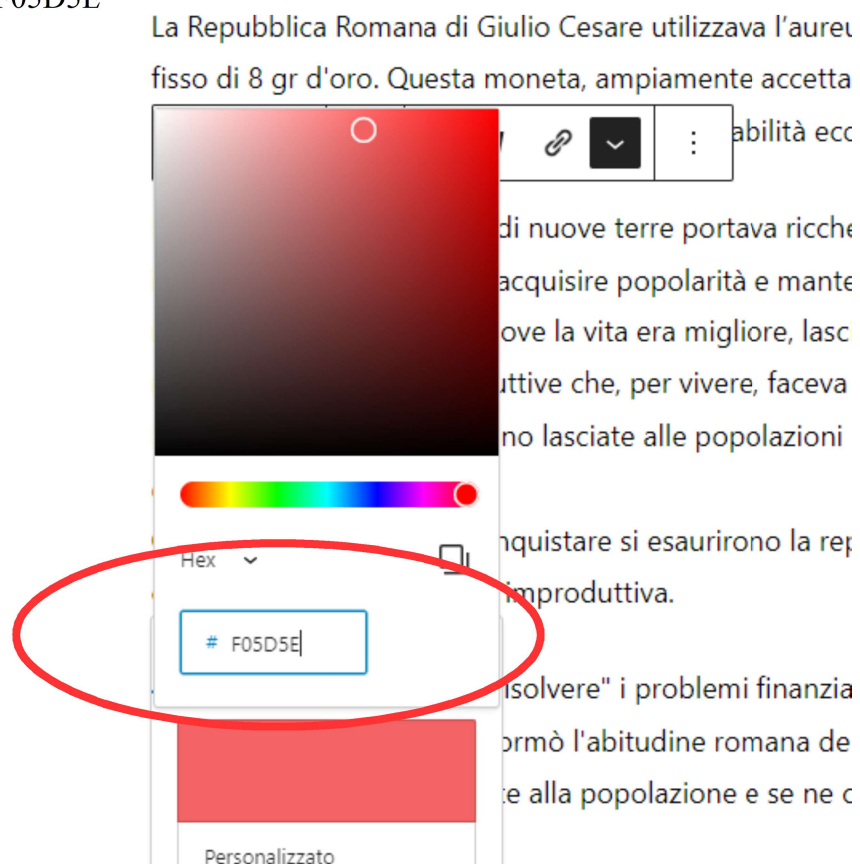 F05D5E
La Repubblica Romana di Giulio Cesare utilizzava l’aureu
fisso di 8 gr d'oro. Questa moneta, ampiamente accetta
abilità eco
di nuove terre portava ricche
acquisire popolarità e mante
ove la vita era migliore, lasci
uttive che, per vivere, faceva
no lasciate alle popolazioni
nquistare si esaurirono la rep
improduttiva.
Hex
# F05D5E
isolvere" i problemi finanzia
ormò l'abitudine romana de
te alla popolazione e se ne c
Personalizzato